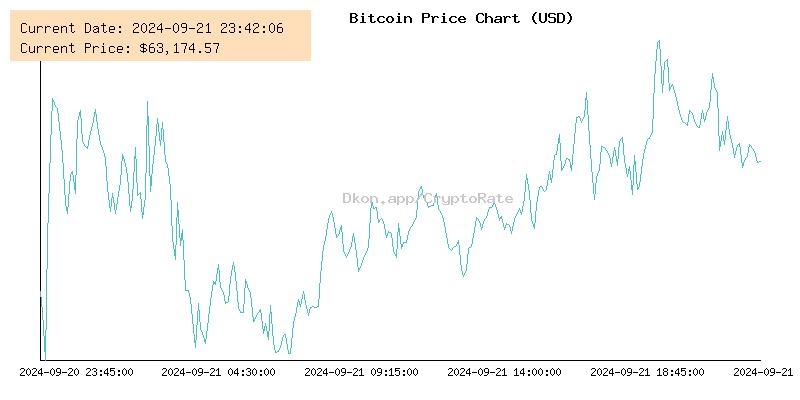 Bitcoin Price Chart (USD)
Current Date: 2024-09-21 23:42:06
Current Price: $63,174.57
Dkon.app/CryptoRate
2024-09-20 23:45:00 2024-09-21 04:30:00 2024-09-21 09:15:00 2024-09-21 14:00:00 2024-09-21 18:45:00 2024-09-21